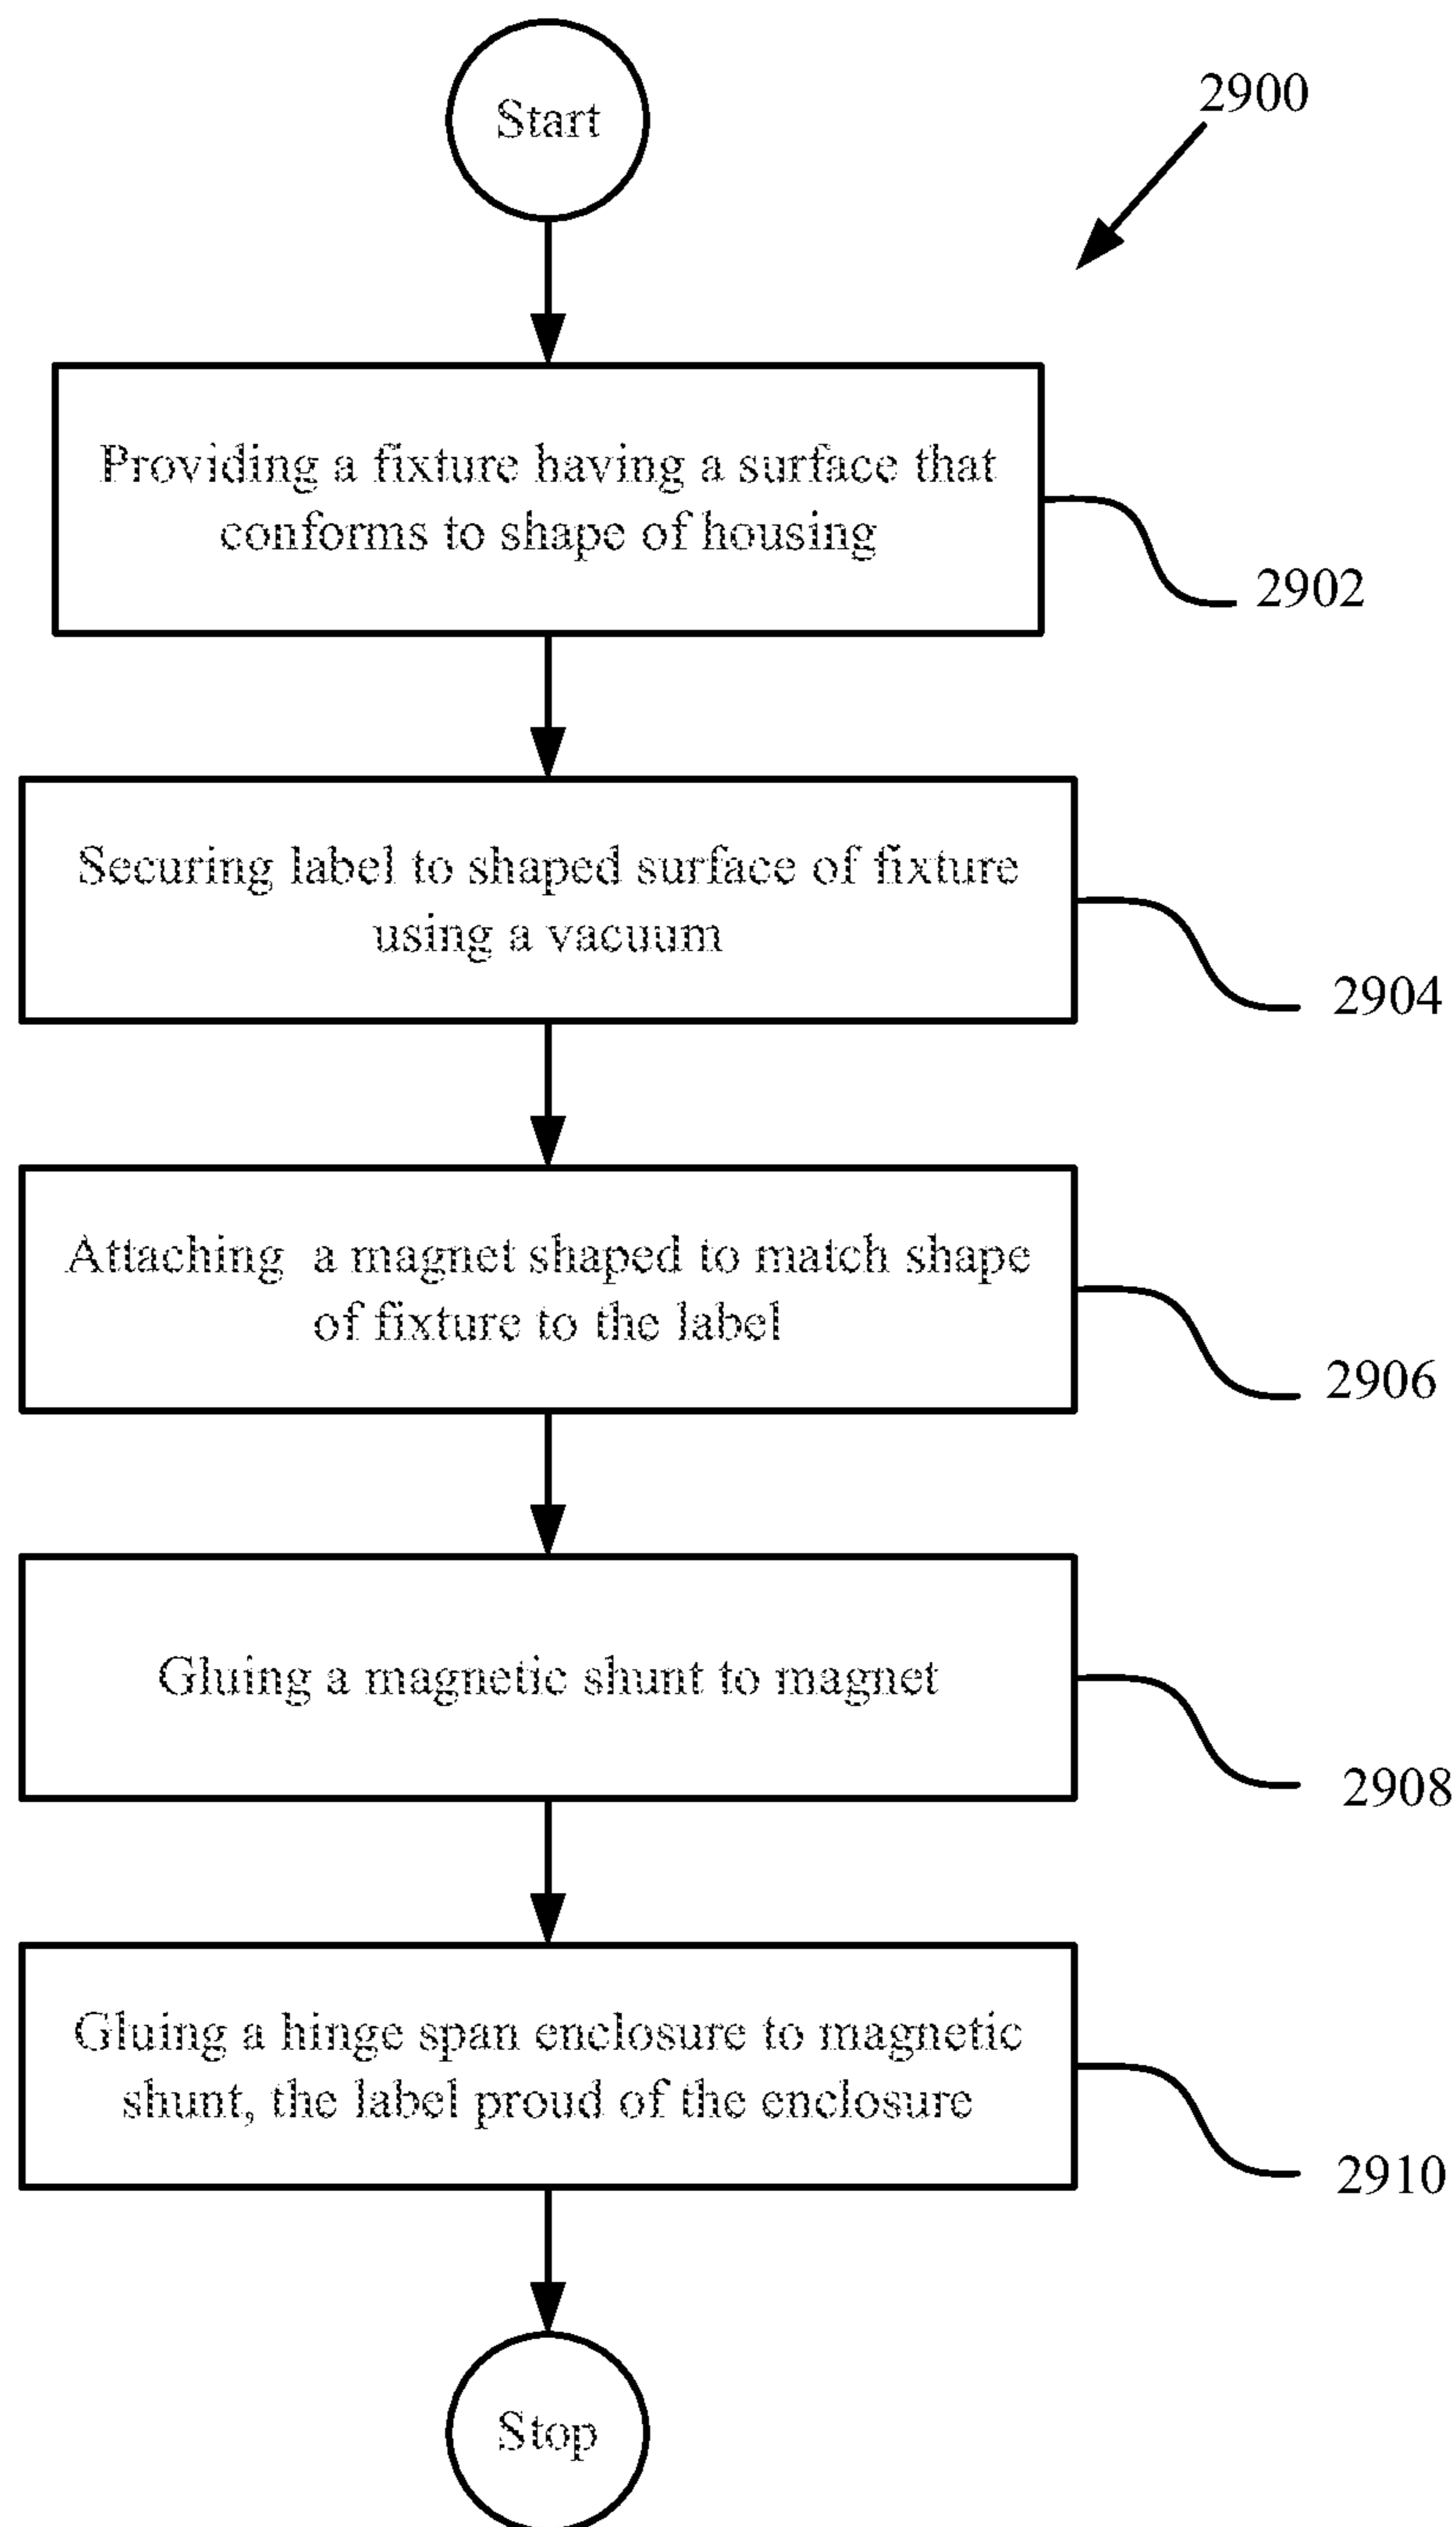 Start
2900
Providing a fixture having a surface that
conforms to shape of housing
2902
Securing label to shaped surface of fixture
using a vacuum
2904
Attaching a magnet shaped to match shape
of fixture to the label
2906
Gluing a magnetic shunt to magnet
2908
Gluing a hinge span enclosure to magnetic
shunt, the label proud of the enclosure
2910
Stop